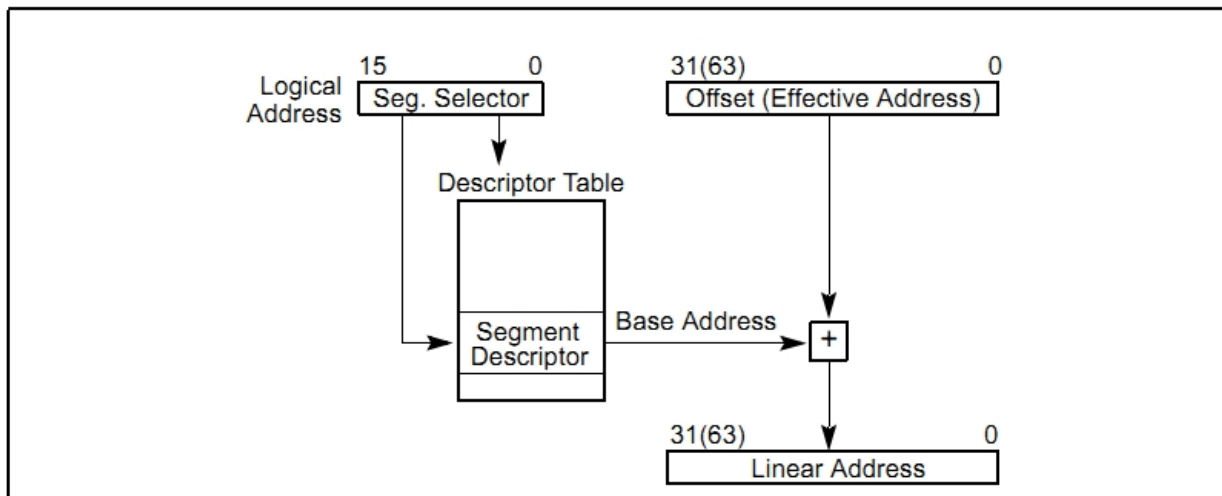 15 0
31(63) 0
Logical
Address
Seg. Selector
Offset (Effective Address)
Descriptor Table
Base Address
Segment
Descriptor
+
31(63) 0
Linear Address